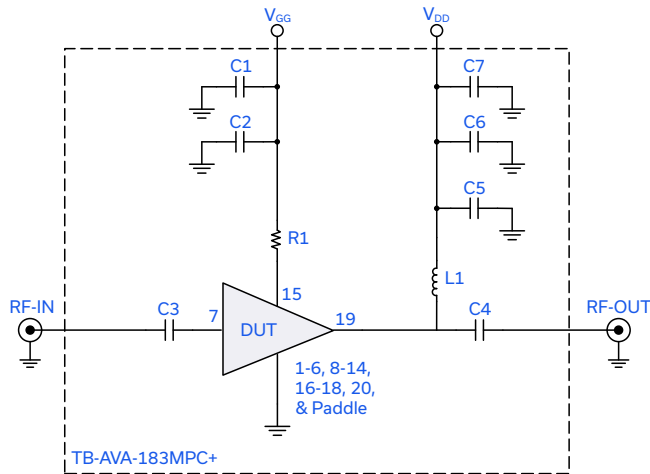 VGG
VDD
C1
C7
C2
C6
C5
R1
L1
RF-IN
C3
7
DUT
15
19
C4
RF-OUT
1-6, 8-14,
16-18, 20,
& Paddle
TB-AVA-183MPC+